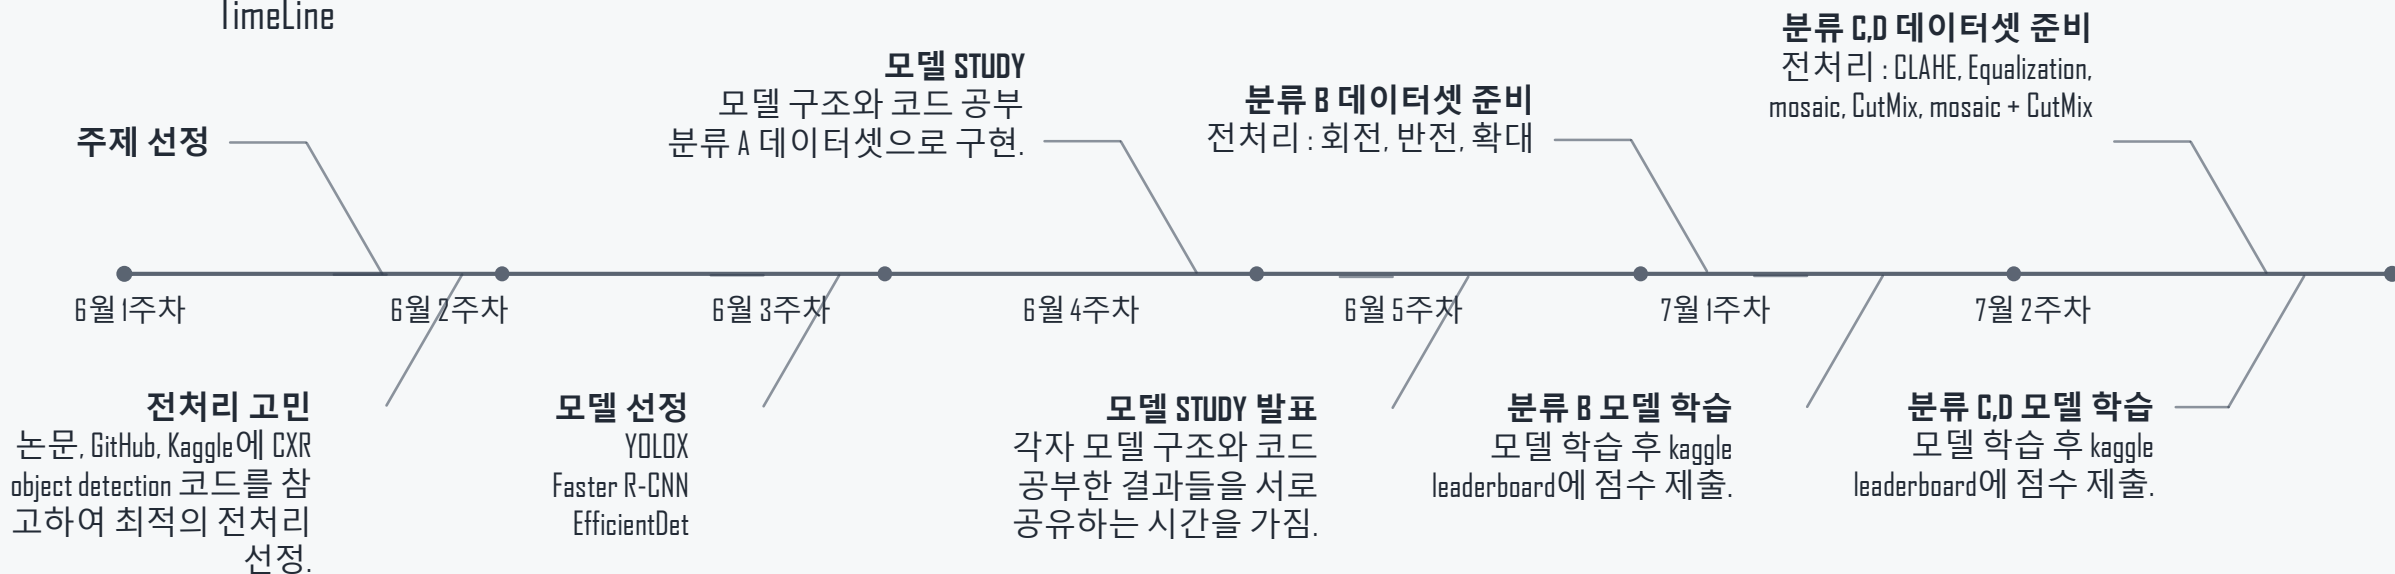 TimeLine
주제 선정
모델 STUDY
모델 구조와 코드 공부
분류 A 데이터셋으로 구현.
분류 B 데이터셋 준비
전처리 : 회전, 반전, 확대
분류 C,D 데이터셋 준비
전처리 : CLAHE, Equalization,
mosaic, CutMix, mosaic + CutMix
6월 1주차
6월 2주차
6월 3주차
6월 4주차
6월 5주차
7월 1주차
7월 2주차
전처리 고민
논문, GitHub, Kaggle에 CXR
object detection 코드를 참
고하여 최적의 전처리
선정.
모델 선정
YOLOX
Faster R-CNN
EfficientDet
모델 STUDY 발표
각자 모델 구조와 코드
공부한 결과들을 서로
공유하는 시간을 가짐.
분류 B 모델 학습
모델 학습 후 kaggle
leaderboard에 점수 제출.
분류 C,D 모델 학습
모델 학습 후 kaggle
leaderboard에 점수 제출.